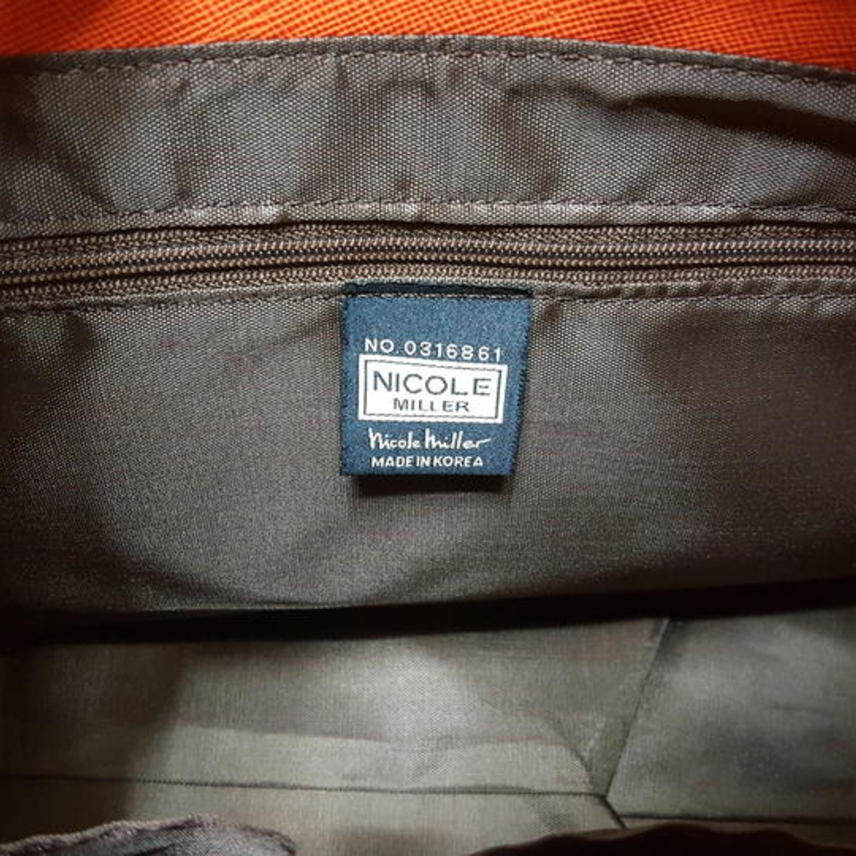 NO.0316861
NICOLE
MILLER
Nicole Miller
MADE IN KOREA